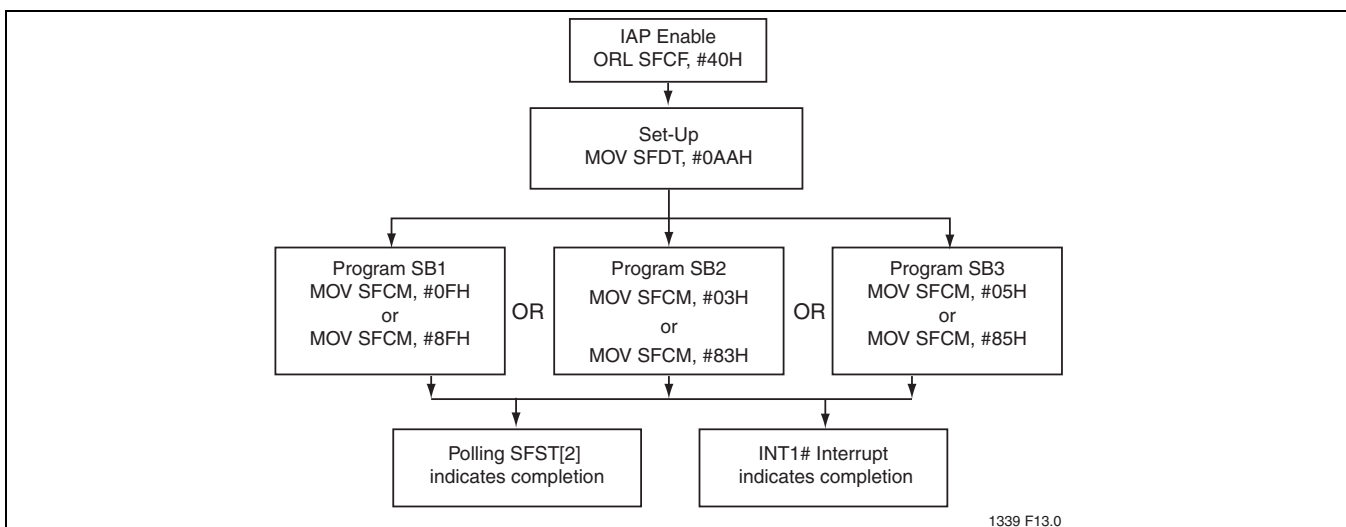 IAP Enable
ORL SFCF, #40H
Set-Up
MOV SFDT, #0AAH
Program SB1
MOV SFCM, #0FH
or
MOV SFCM, #8FH
OR
Program SB2
MOV SFCM, #03H
or
MOV SFCM, #83H
OR
Program SB3
MOV SFCM, #05H
or
MOV SFCM, #85H
Polling SFST[2]
indicates completion
INT1# Interrupt
indicates completion
1339 F13.0